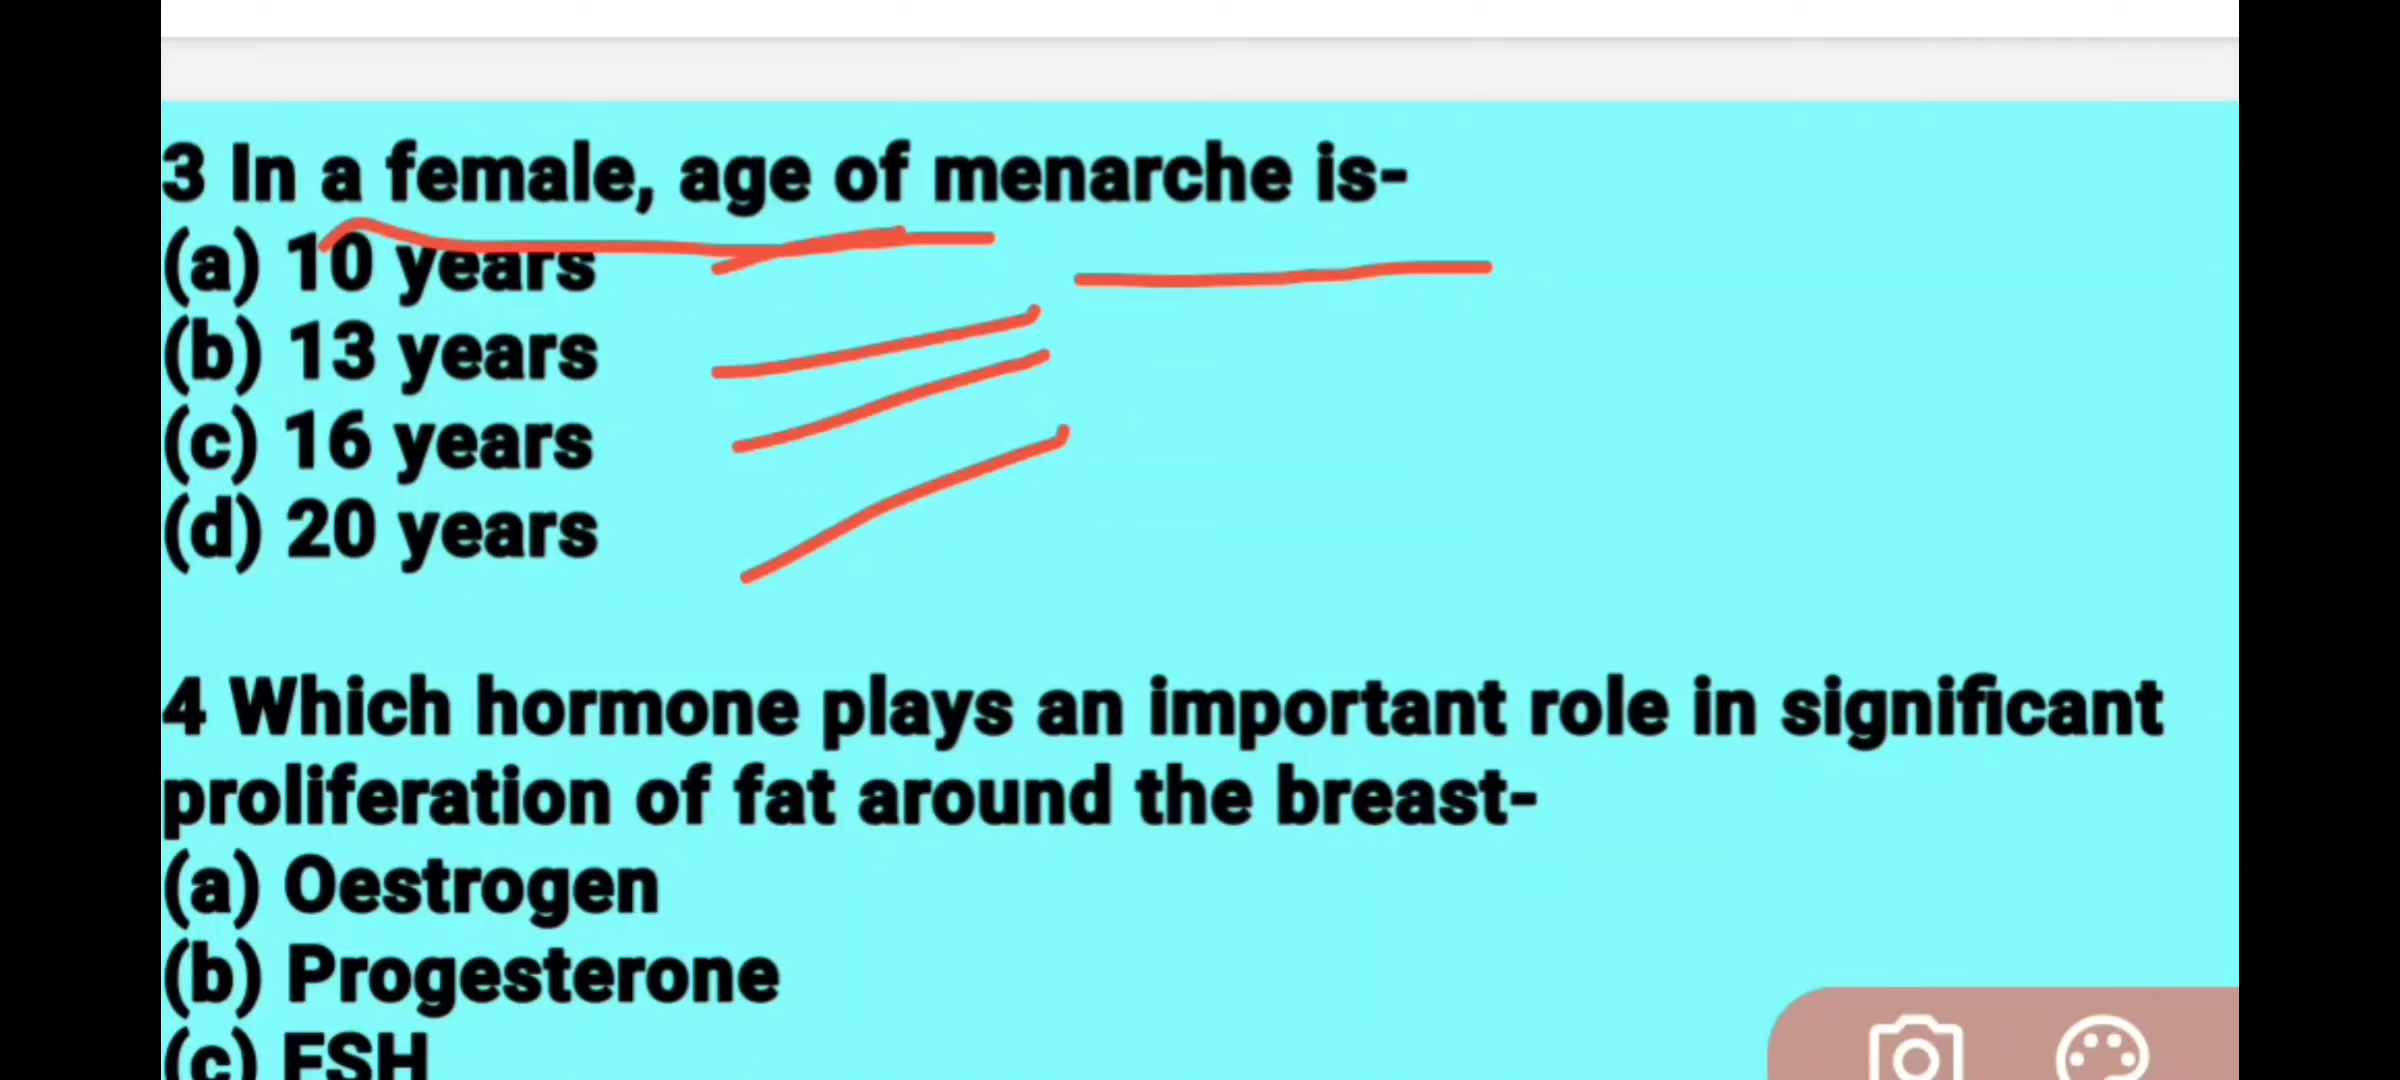 3 In a female, age of menarche is-
(a) 10 years
(b) 13 years
(c) 16 years
(d) 20 years
4 Which hormone plays an important role in significant
proliferation of fat around the breast-
(a) Oestrogen
(b) Progesterone
(c) FSH